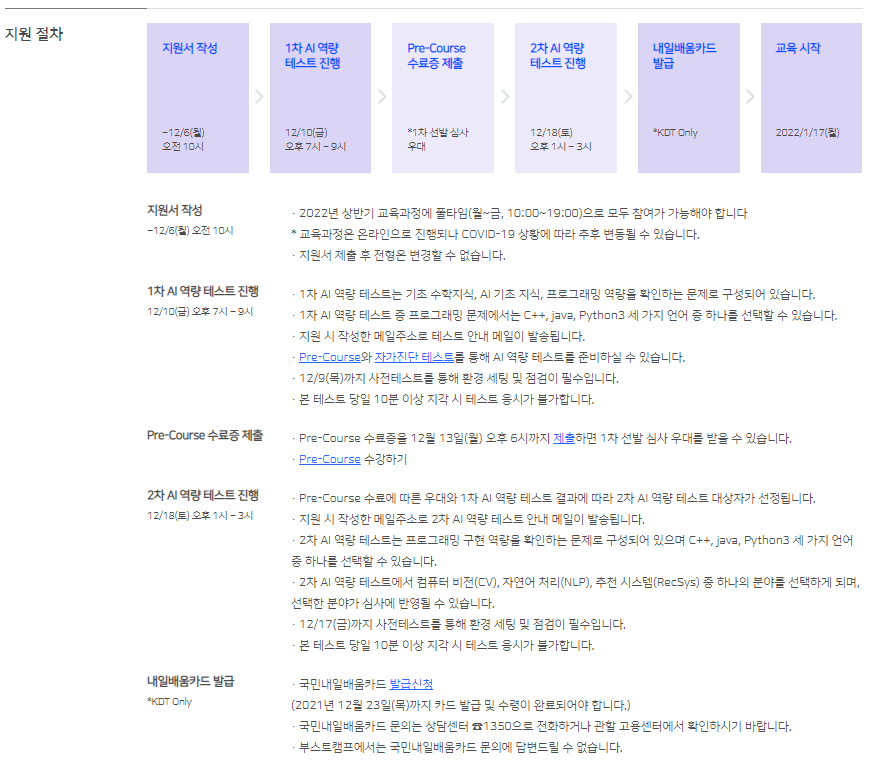 지원 절차
지원서 작성
~12/6(월)
오전 10시
1차 AI 역량
테스트 진행
12/10(금)
오후 7시 – 9시
Pre-Course
수료증 제출
*1차 선발 심사
우대
2차 AI 역량
테스트 진행
12/18(토)
오후 1시 – 3시
내일배움카드
발급
*KDT Only
교육 시작
2022/1/17(월)
지원서 작성
~12/6(월) 오전 10시
· 2022년 상반기 교육과정에 풀타임(월~금, 10:00~19:00)으로 모두 참여가 가능해야 합니다
* 교육과정은 온라인으로 진행되나 COVID-19 상황에 따라 추후 변동될 수 있습니다.
· 지원서 제출 후 전형은 변경할 수 없습니다.
1차 AI 역량 테스트 진행
12/10(금) 오후 7시 – 9시
· 1차 AI 역량 테스트는 기초 수학지식, AI 기초 지식, 프로그래밍 역량을 확인하는 문제로 구성되어 있습니다.
· 1차 AI 역량 테스트 중 프로그래밍 문제에서는 C++, java, Python3 세 가지 언어 중 하나를 선택할 수 있습니다.
· 지원 시 작성한 메일주소로 테스트 안내 메일이 발송됩니다.
· Pre-Course와 자가진단 테스트를 통해 AI 역량 테스트를 준비하실 수 있습니다.
· 12/9(목)까지 사전테스트를 통해 환경 세팅 및 점검이 필수입니다.
· 본 테스트 당일 10분 이상 지각 시 테스트 응시가 불가합니다.
Pre-Course 수료증 제출
· Pre-Course 수료증을 12월 13일(월) 오후 6시까지 제출하면 1차 선발 심사 우대를 받을 수 있습니다.
· Pre-Course 수강하기
2차 AI 역량 테스트 진행
12/18(토) 오후 1시 – 3시
· Pre-Course 수료에 따른 우대와 1차 AI 역량 테스트 결과에 따라 2차 AI 역량 테스트 대상자가 선정됩니다.
· 지원 시 작성한 메일주소로 2차 AI 역량 테스트 안내 메일이 발송됩니다.
· 2차 AI 역량 테스트는 프로그래밍 구현 역량을 확인하는 문제로 구성되어 있으며 C++, java, Python3 세 가지 언어
중 하나를 선택할 수 있습니다.
· 2차 AI 역량 테스트에서 컴퓨터 비전(CV), 자연어 처리(NLP), 추천 시스템(RecSys) 중 하나의 분야를 선택하게 되며,
선택한 분야가 심사에 반영될 수 있습니다.
· 12/17(금)까지 사전테스트를 통해 환경 세팅 및 점검이 필수입니다.
· 본 테스트 당일 10분 이상 지각 시 테스트 응시가 불가합니다.
내일배움카드 발급
*KDT Only
· 국민내일배움카드 발급신청
(2021년 12월 23일(목)까지 카드 발급 및 수령이 완료되어야 합니다.)
· 국민내일배움카드 문의는 상담센터 ☎1350으로 전화하거나 관할 고용센터에서 확인하시기 바랍니다.
· 부스트캠프에서는 국민내일배움카드 문의에 답변드릴 수 없습니다.